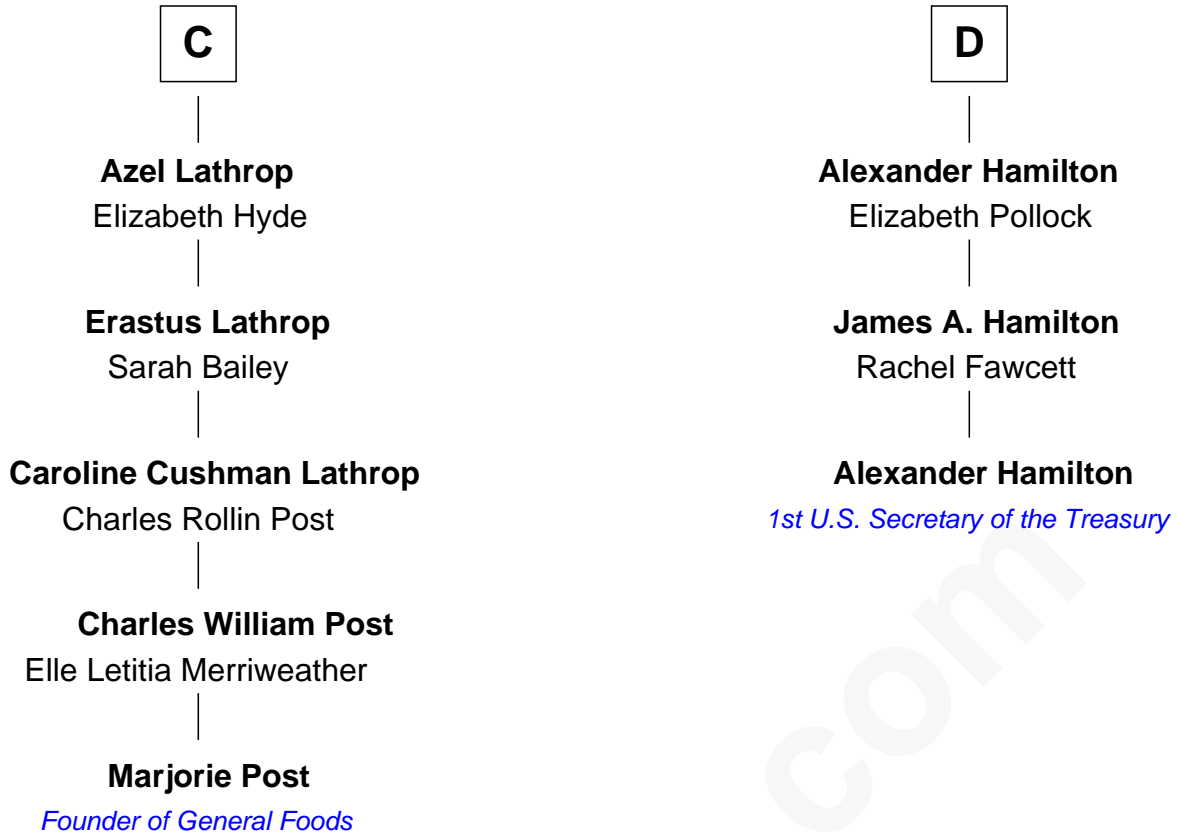 C
Azel Lathrop
Elizabeth Hyde
Erastus Lathrop
Sarah Bailey
Caroline Cushman Lathrop
Charles Rollin Post
Charles William Post
Elle Letitia Merriweather
Marjorie Post
Founder of General Foods
D
Alexander Hamilton
Elizabeth Pollock
James A. Hamilton
Rachel Fawcett
Alexander Hamilton
1st U.S. Secretary of the Treasury
com